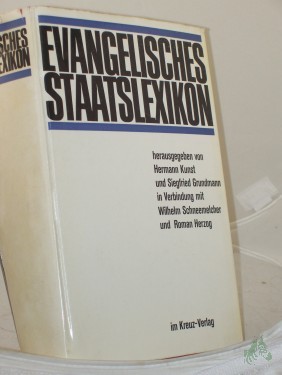 SCHES
LEXIKON
EVANGELISCHES
STAATSLEXIKON
herausgegeben von
Hermann Kunst
und Siegfried Grundmann
in Verbindung mit
Wilhelm Schneemelcher
und Roman Herzog
im Kreuz-Verlag